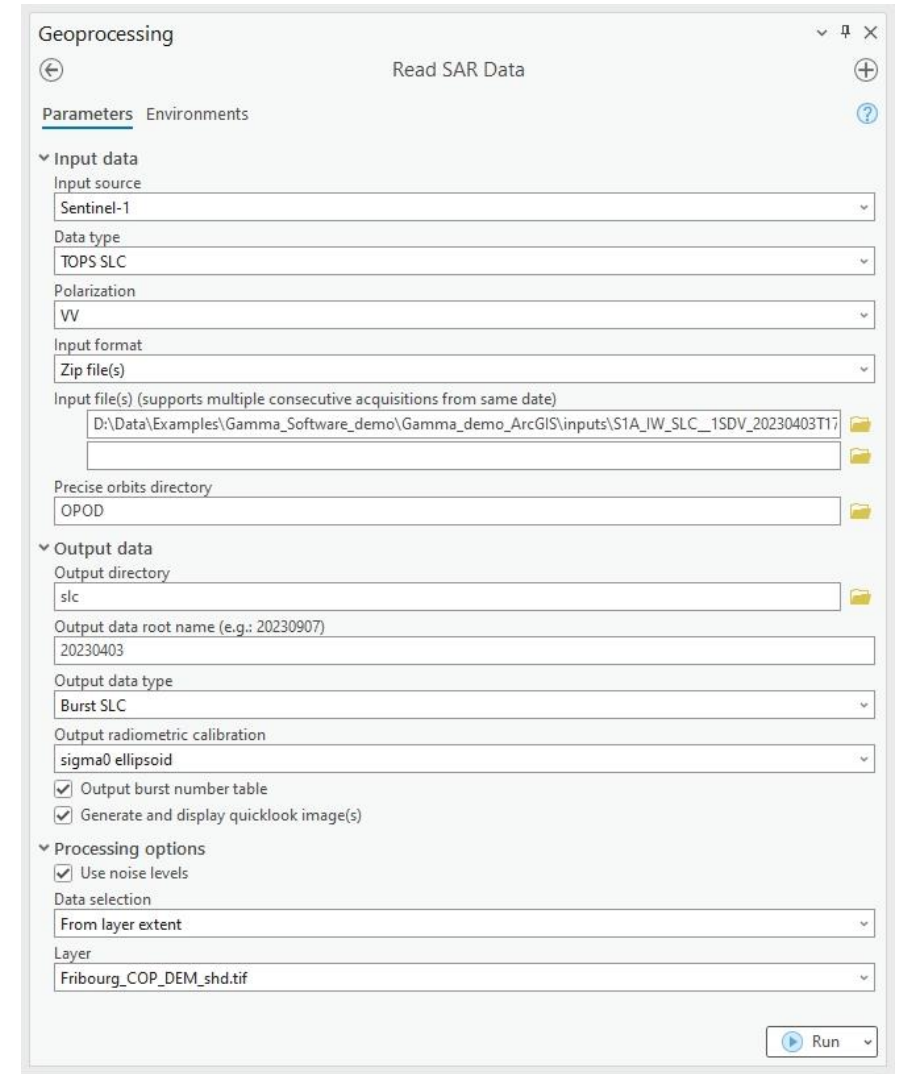 Geoprocessing
Read SAR Data
Parameters Environments
Input data
Input source
Sentinel-1
Data type
TOPS SLC
Polarization
VV
Input format
Zip file(s)
Input file(s) (supports multiple consecutive acquisitions from same date)
D:\Data\Examples\Gamma_Software_demo\Gamma_demo_ArcGIS\inputs\S1A_IW_SLC__1SDV_20230403T17
Precise orbits directory
OPOD
Output data
Output directory
slc
Output data root name (e.g.: 20230907)
20230403
Output data type
Burst SLC
Output radiometric calibration
sigma0 ellipsoid
Output burst number table
Generate and display quicklook image(s)
Processing options
Use noise levels
Data selection
From layer extent
Layer
Fribourg_COP_DEM_shd.tif
Run